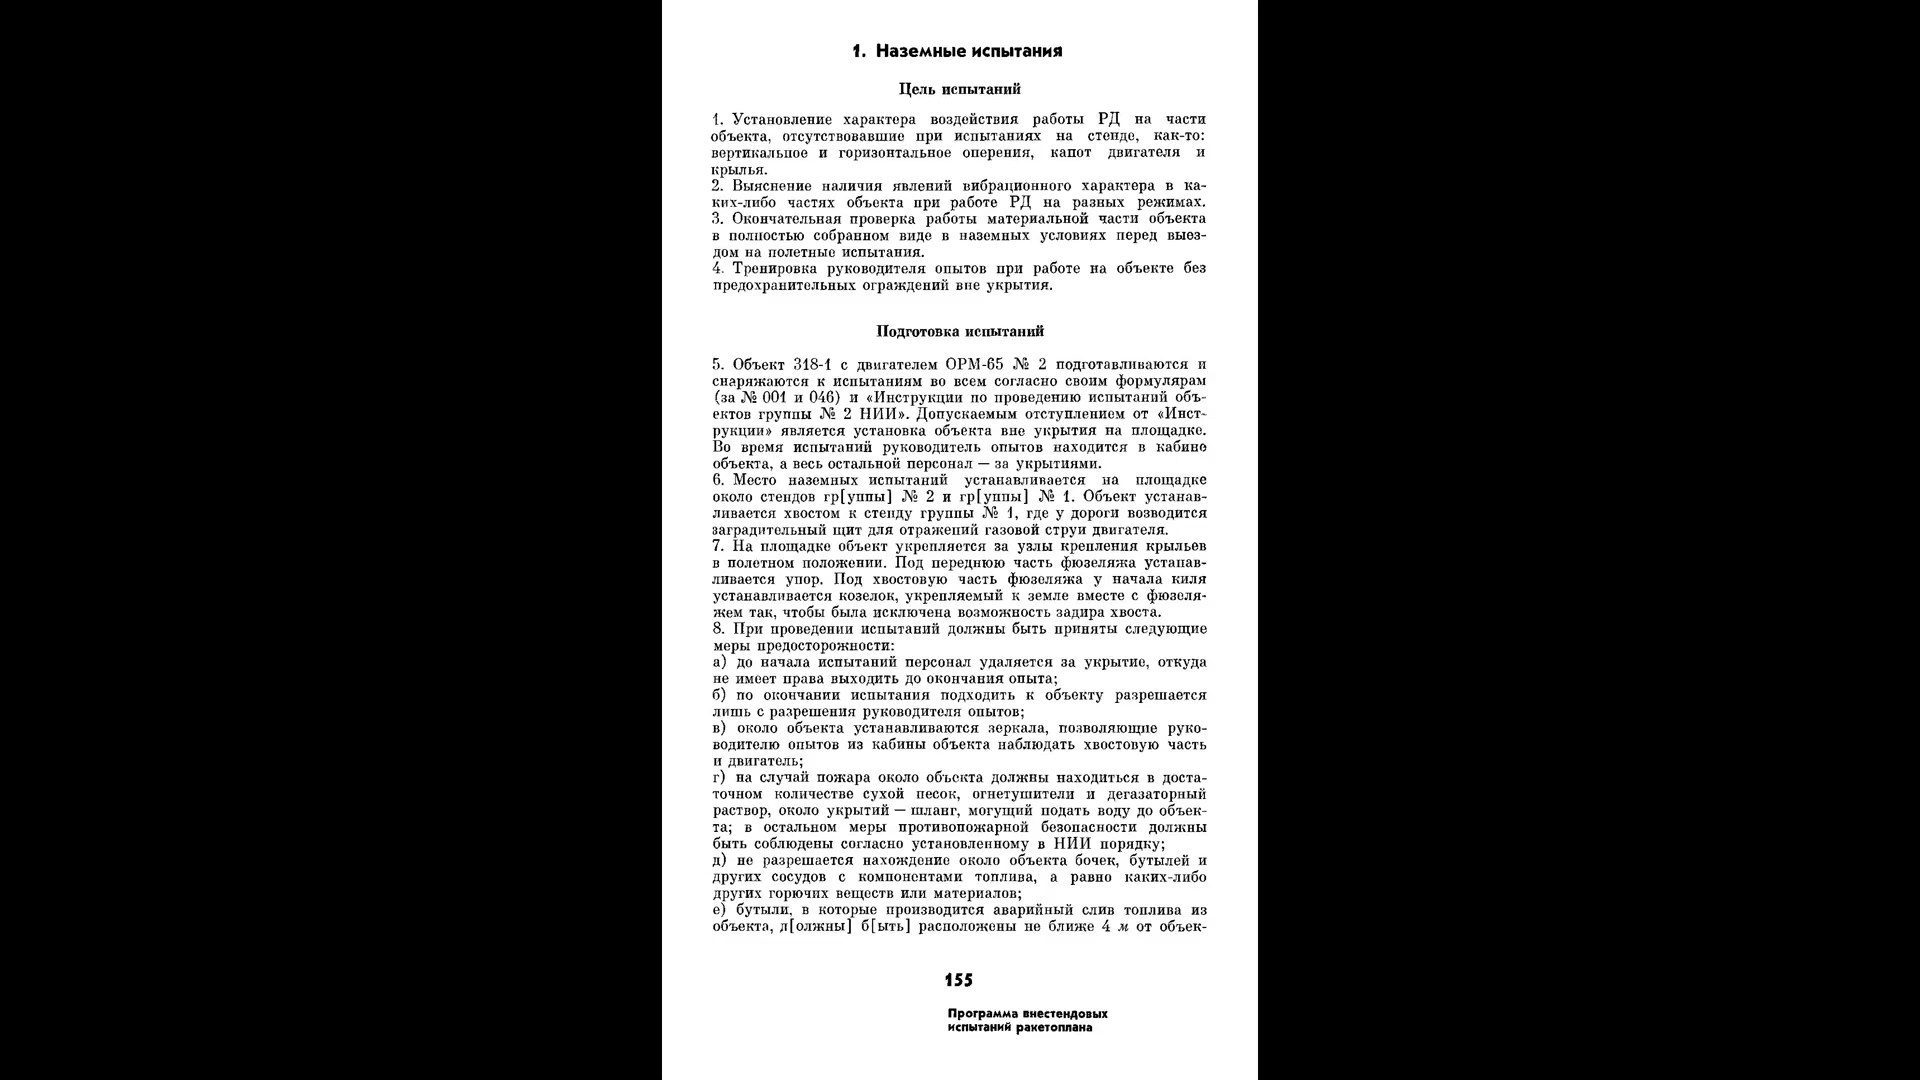 1. Наземные испытания
Цель испытаний
1. Установление характера воздействия работы РД на части
объекта, отсутствовавшие при испытаниях на стенде, как-то:
вертикальное и горизонтальное оперения, капот двигателя и
крылья.
2. Выяснение наличия явлений вибрационного характера в ка-
ких-либо частях объекта при работе РД на разных режимах.
3. Окончательная проверка работы материальной части объекта
в полностью собранном виде в наземных условиях перед выез-
дом на полетные испытания.
4. Тренировка руководителя опытов при работе на объекте без
предохранительных ограждений вне укрытия.
Подготовка испытаний
5. Объект 318-1 с двигателем ОРМ-65 № 2 подготавливаются и
снаряжаются к испытаниям во всем согласно своим формулярам
(за № 001 и 046) и «Инструкции по проведению испытаний объ-
ектов группы № 2 НИИ». Допускаемым отступлением от «Инст-
рукции» является установка объекта вне укрытия на площадке.
Во время испытаний руководитель опытов находится в кабине
объекта, а весь остальной персонал — за укрытиями.
6. Место наземных испытаний устанавливается на площадке
около стендов гр[уппы] № 2 и гр[уппы] № 1. Объект устанав-
ливается хвостом к стенду группы № 1, где у дороги возводится
заградительный щит для отражений газовой струи двигателя.
7. На площадке объект укрепляется за узлы крепления крыльев
в полетном положении. Под переднюю часть фюзеляжа устанав-
ливается упор. Под хвостовую часть фюзеляжа у начала киля
устанавливается козелок, укрепляемый к земле вместе с фюзеля-
жем так, чтобы была исключена возможность задира хвоста.
8. При проведении испытаний должны быть приняты следующие
меры предосторожности:
а) до начала испытаний персонал удаляется за укрытие, откуда
не имеет права выходить до окончания опыта;
б) по окончании испытания подходить к объекту разрешается
лишь с разрешения руководителя опытов;
в) около объекта устанавливаются зеркала, позволяющие руко-
водителю опытов из кабины объекта наблюдать хвостовую часть
и двигатель;
г) на случай пожара около объекта должны находиться в доста-
точном количестве сухой песок, огнетушители и дегазаторный
раствор, около укрытий — шланг, могущий подать воду до объек-
та; в остальном меры противопожарной безопасности должны
быть соблюдены согласно установленному в НИИ порядку;
д) не разрешается нахождение около объекта бочек, бутылей и
других сосудов с компонентами топлива, а равно каких-либо
других горючих веществ или материалов;
е) бутыли, в которые производится аварийный слив топлива из
объекта, д[олжны] б[ыть] расположены не ближе 4 м от объек-
155
Программа внестендовых
испытаний ракетоплана